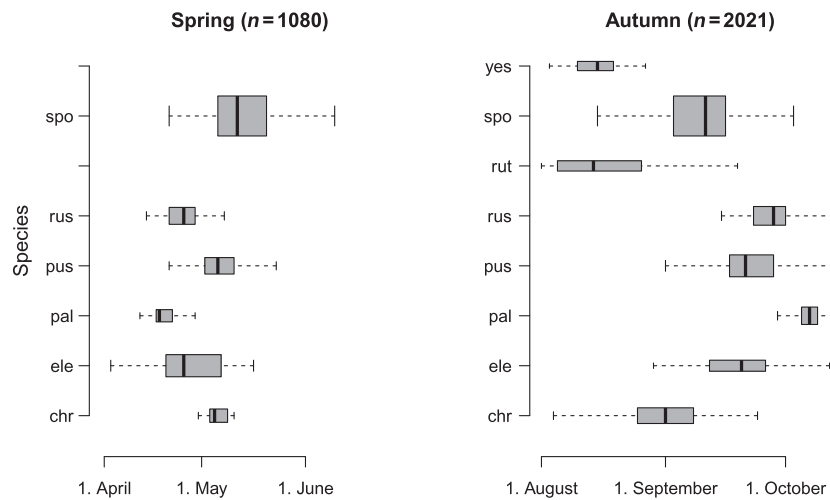 Spring (n = 1080)
Species
spo
rus
pus
pal
ele
chr
1. April 1. May 1. June
Autumn (n = 2021)
yes
spo
rut
rus
pus
pal
ele
chr
1. August 1. September 1. October